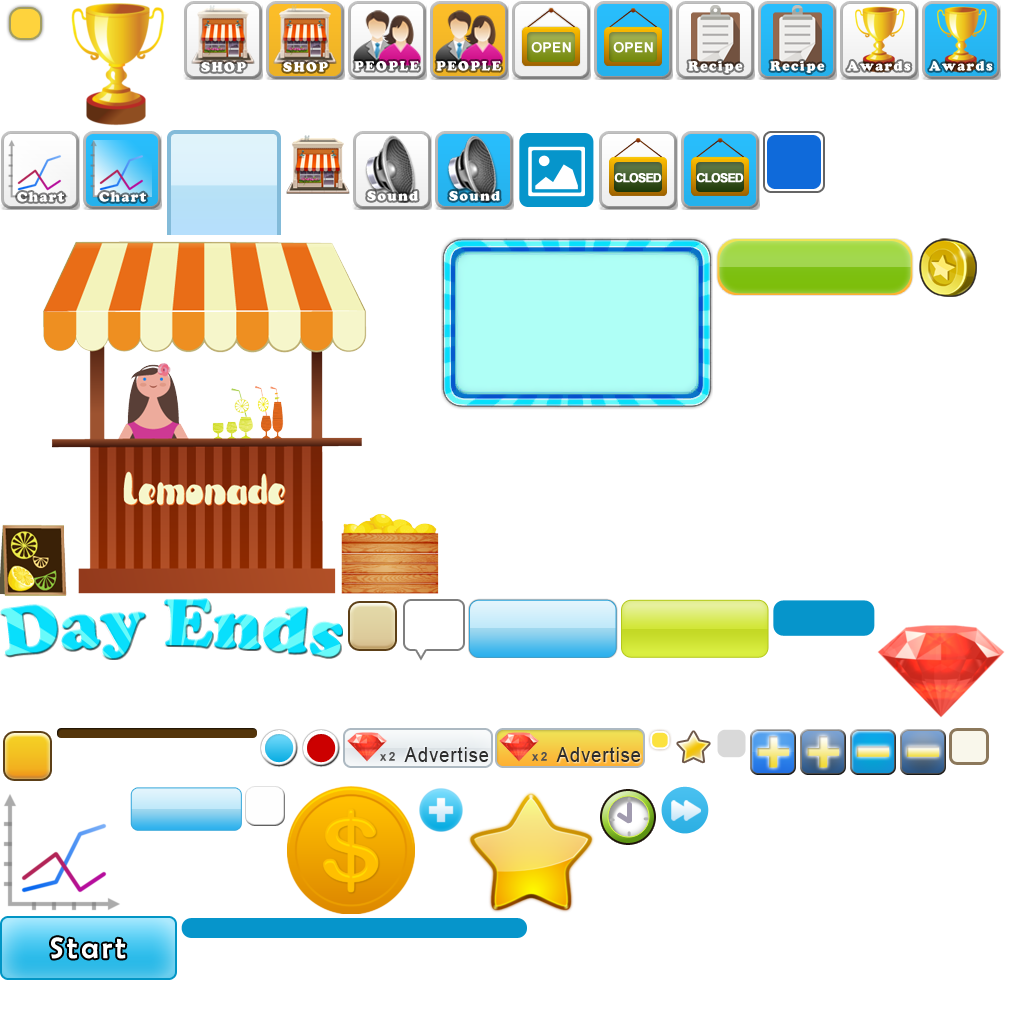 SHOP
SHOP
PEOPLE
PEOPLE
OPEN
OPEN
Recipe
Recipe
Awards
Awards
Chart
Chart
Sound
Sound
CLOSED
CLOSED
Lemonade
Day Ends
x2 Advertise
x2 Advertise
$
Start